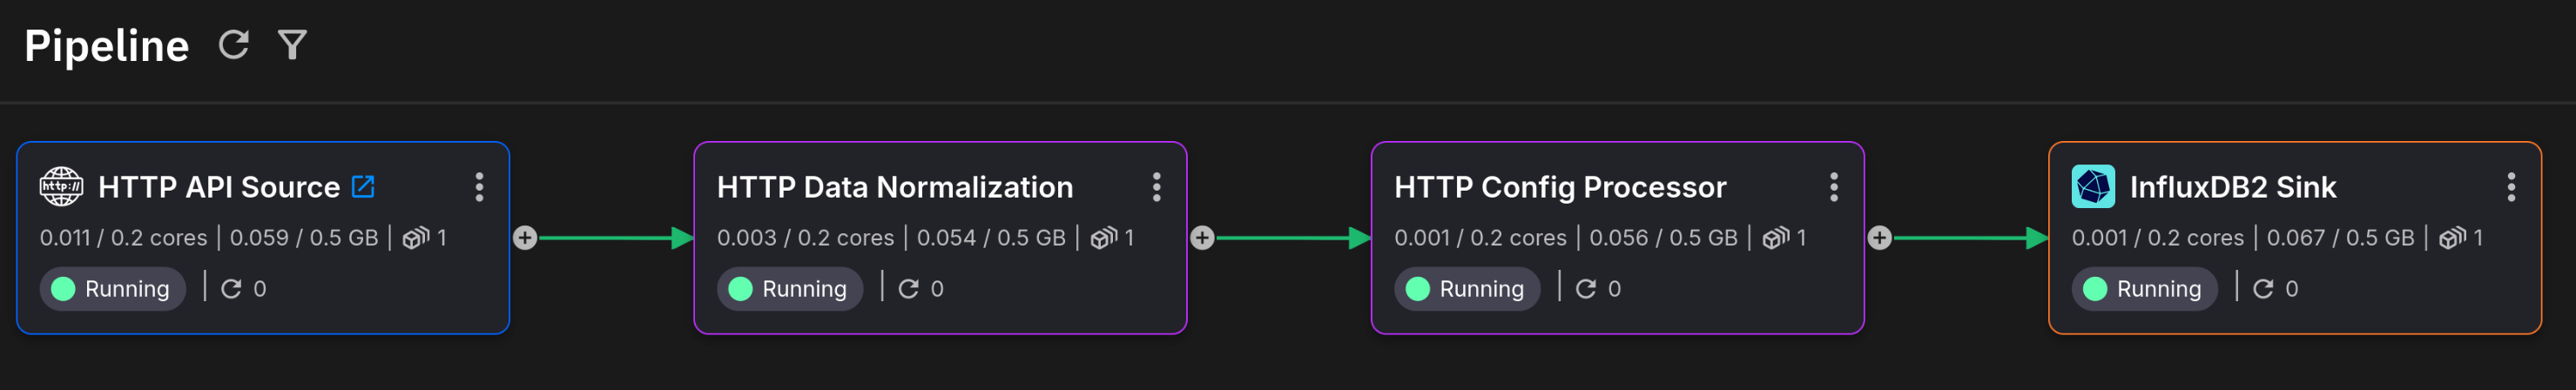 Pipeline
HTTP API Source
0.011 / 0.2 cores | 0.059 / 0.5 GB | 1
Running | 0
HTTP Data Normalization
0.003 / 0.2 cores | 0.054 / 0.5 GB | 1
Running | 0
HTTP Config Processor
0.001 / 0.2 cores | 0.056 / 0.5 GB | 1
Running | 0
InfluxDB2 Sink
0.001 / 0.2 cores | 0.067 / 0.5 GB | 1
Running | 0
http://